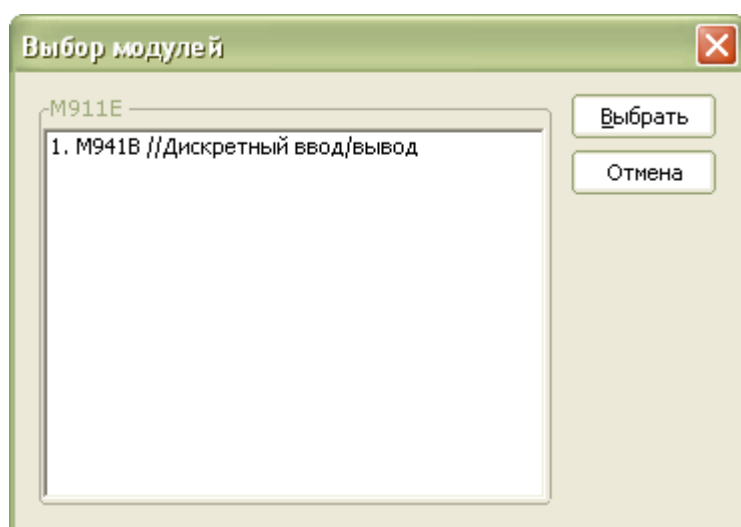 Выбор модулей
M911E
Выбрать
1. M941B //Дискретный ввод/вывод
Отмена